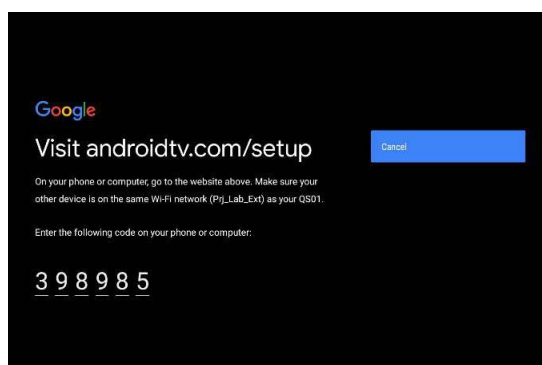 Google
Visit androidtv.com/setup
Cancel
On your phone or computer, go to the website above. Make sure your
other device is on the same Wi-Fi network (Prj_Lab_Ext) as your QS01.
Enter the following code on your phone or computer:
398985